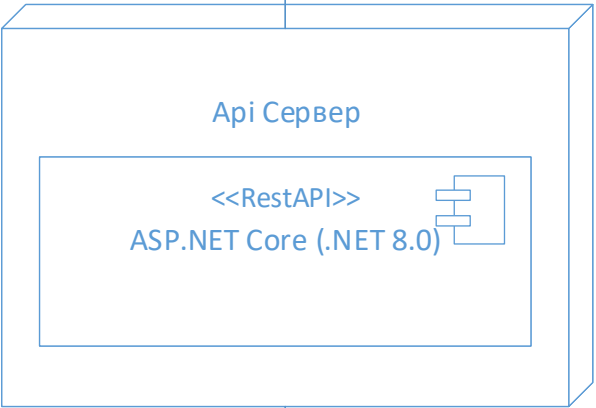 Api Сервер
<<RestAPI>>
ASP.NET Core (.NET 8.0)